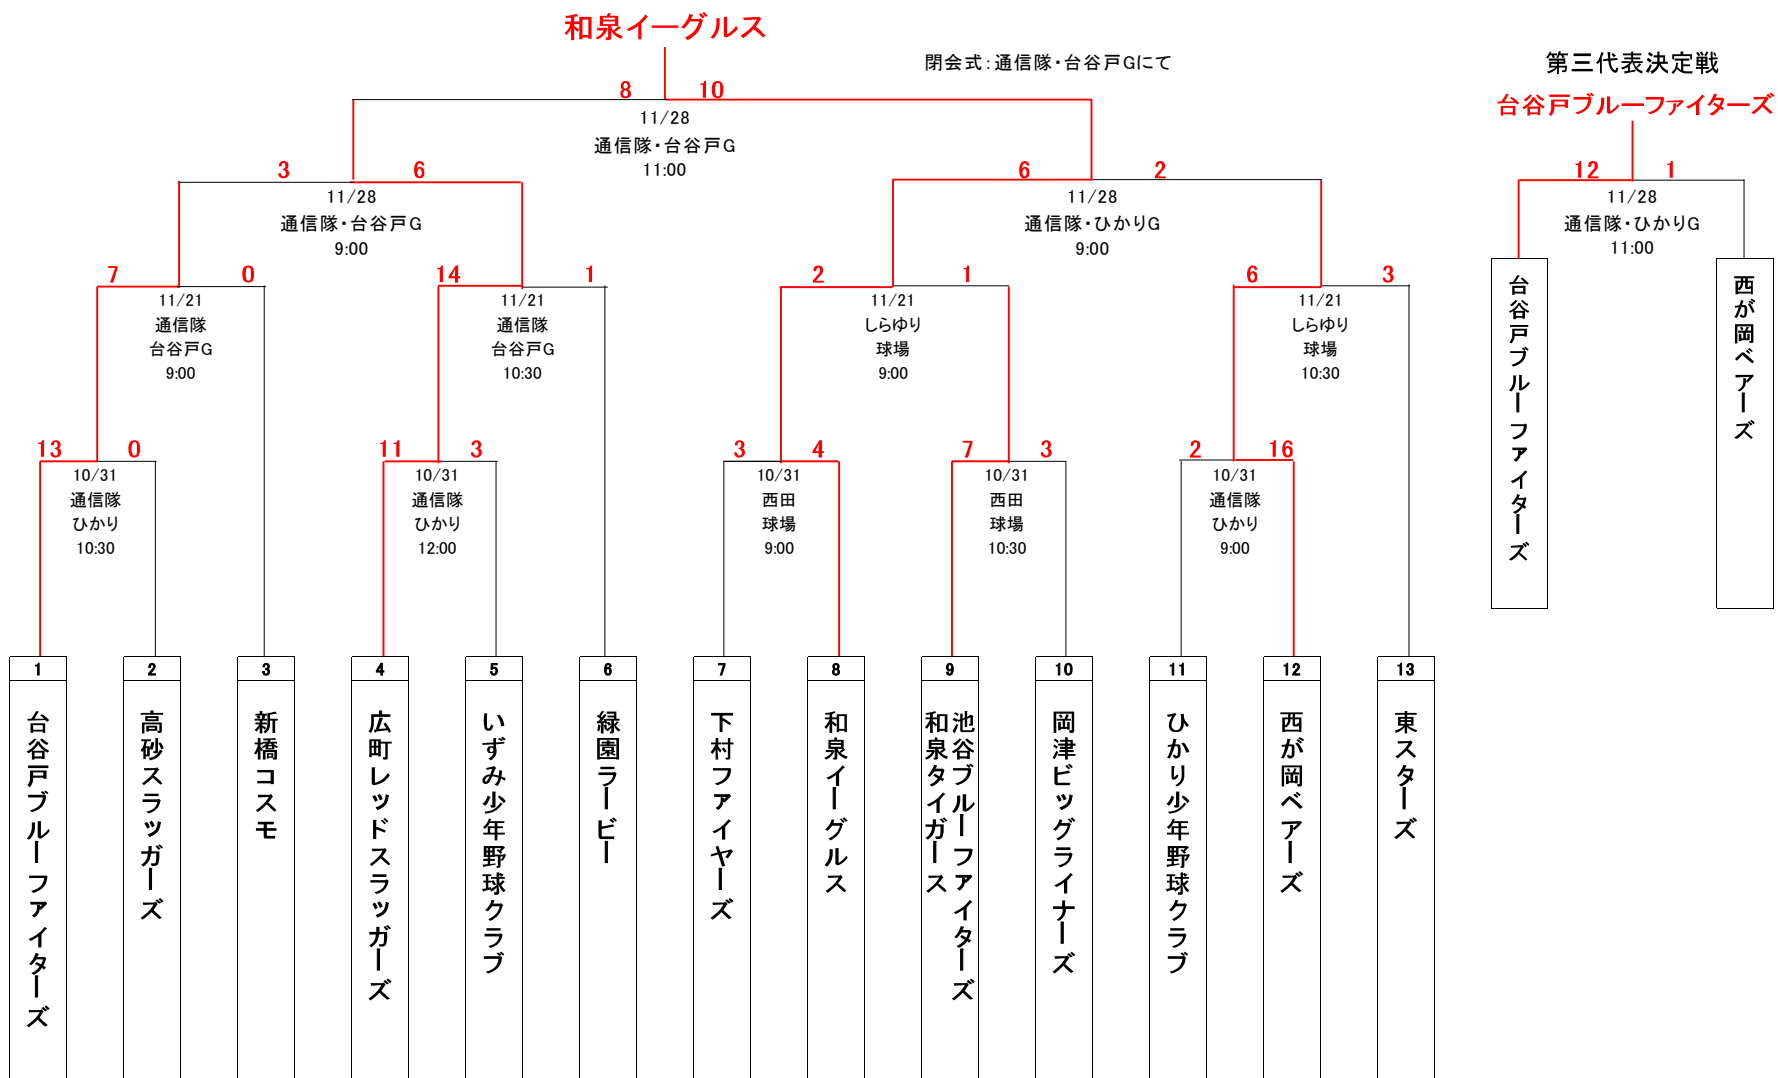 和泉イーグルス
閉会式：通信隊・台谷戸Gにて
8 10
11/28
通信隊・台谷戸G
11:00
3 6
11/28
通信隊・台谷戸G
9:00
6 2
11/28
通信隊・ひかりG
9:00
7 0
11/21
通信隊
台谷戸G
9:00
14 1
11/21
通信隊
台谷戸G
10:30
2 1
11/21
しらゆり
球場
9:00
6 3
11/21
しらゆり
球場
10:30
13 0
10/31
通信隊
ひかり
10:30
11 3
10/31
通信隊
ひかり
12:00
3 4
10/31
西田
球場
9:00
7 3
10/31
西田
球場
10:30
2 16
10/31
通信隊
ひかり
9:00
1
台谷戸ブルーファイターズ
2
高砂スラッガーズ
3
新橋コスモ
4
広町レッドスラッガーズ
5
いずみ少年野球クラブ
6
緑園ラービー
7
下村ファイヤーズ
8
和泉イーグルス
9
池谷ブルーファイターズ
和泉タイガース
10
岡津ビッグライナーズ
11
ひかり少年野球クラブ
12
西が岡ベアーズ
13
東スターズ
第三代表決定戦
台谷戸ブルーファイターズ
12 1
11/28
通信隊・ひかりG
11:00
台谷戸ブルーファイターズ
西が岡ベアーズ